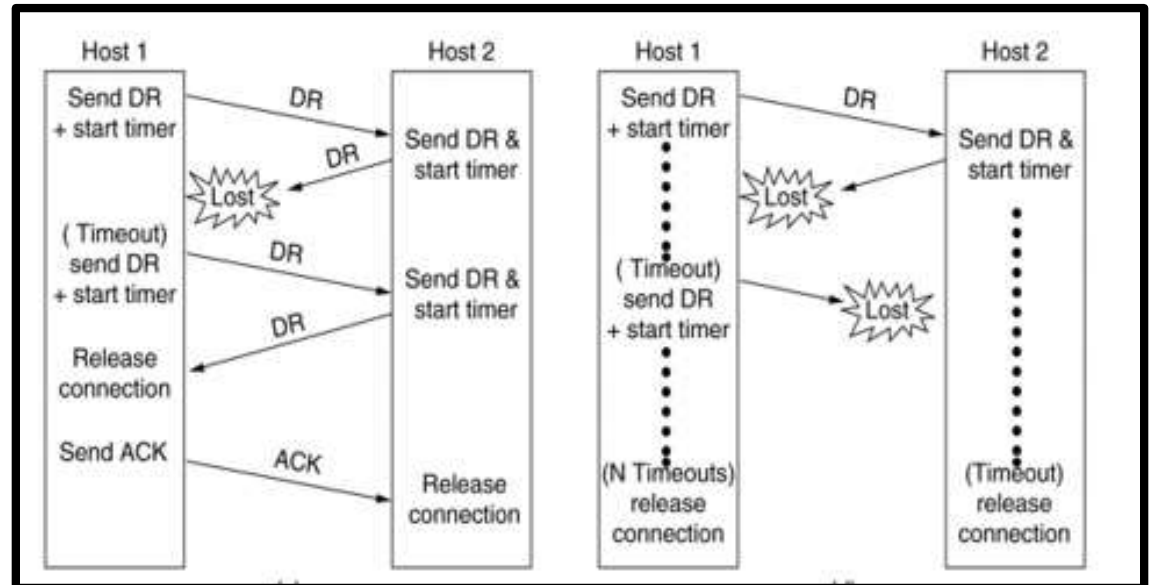 Host 1
Host 2
Send DR
+ start timer
DR
Send DR &
start timer
DR
Lost
( Timeout)
send DR
+ start timer
DR
Send DR &
start timer
DR
Release
connection
Send ACK
ACK
Release
connection
Host 1
Host 2
Send DR
+ start timer
DR
Send DR &
start timer
Lost
( Timeout)
send DR
+ start timer
Lost
(N Timeouts)
release
connection
(Timeout)
release
connection